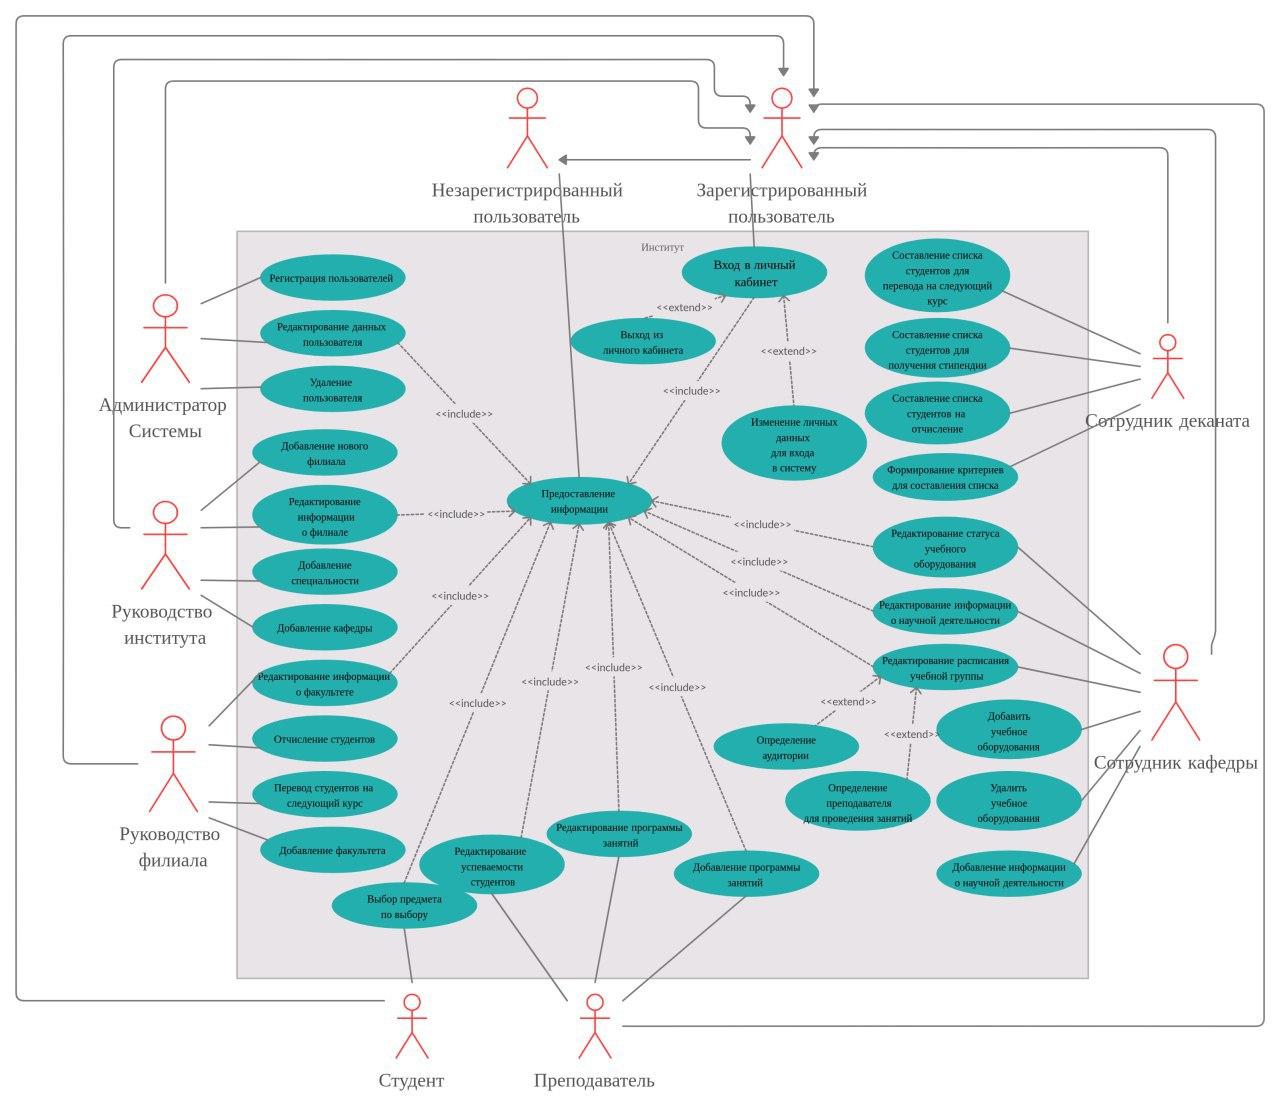 Незарегистрированный
пользователь
Зарегистрированный
пользователь
Институт
Вход в личный
кабинет
<<extend>>
Выход из
личного кабинета
<<extend>>
<<include>>
Изменение личных
данных
для входа
в систему
Регистрация пользователей
Редактирование данных
пользователя
Удаление
пользователя
<<include>>
Администратор
Системы
Добавление нового
филиала
Редактирование
информации
о филиале
<<include>>
Добавление
специальности
Добавление кафедры
Руководство
института
Предоставление
информации
Составление списка
студентов для
перевода на следующий
курс
Составление списка
студентов для
получения стипендии
Составление списка
студентов на
отчисление
Формирование критериев
для составления списка
Сотрудник деканата
<<include>>
<<include>>
<<include>>
Редактирование статуса
учебного
оборудования
Редактирование информации
о научной деятельности
Редактирование расписания
учебной группы
<<extend>>
<<extend>>
Определение
аудитории
Определение
преподавателя
для проведения занятий
Добавить
учебное
оборудования
Удалить
учебное
оборудования
Добавление информации
о научной деятельности
Сотрудник кафедры
<<include>>
Редактирование информации
о факультете
Отчисление студентов
Перевод студентов на
следующий курс
Добавление факультета
Руководство
филиала
<<include>>
<<include>>
<<include>>
<<include>>
Редактирование
успеваемости
студентов
Выбор предмета
по выбору
Редактирование программы
занятий
Добавление программы
занятий
Студент
Преподаватель